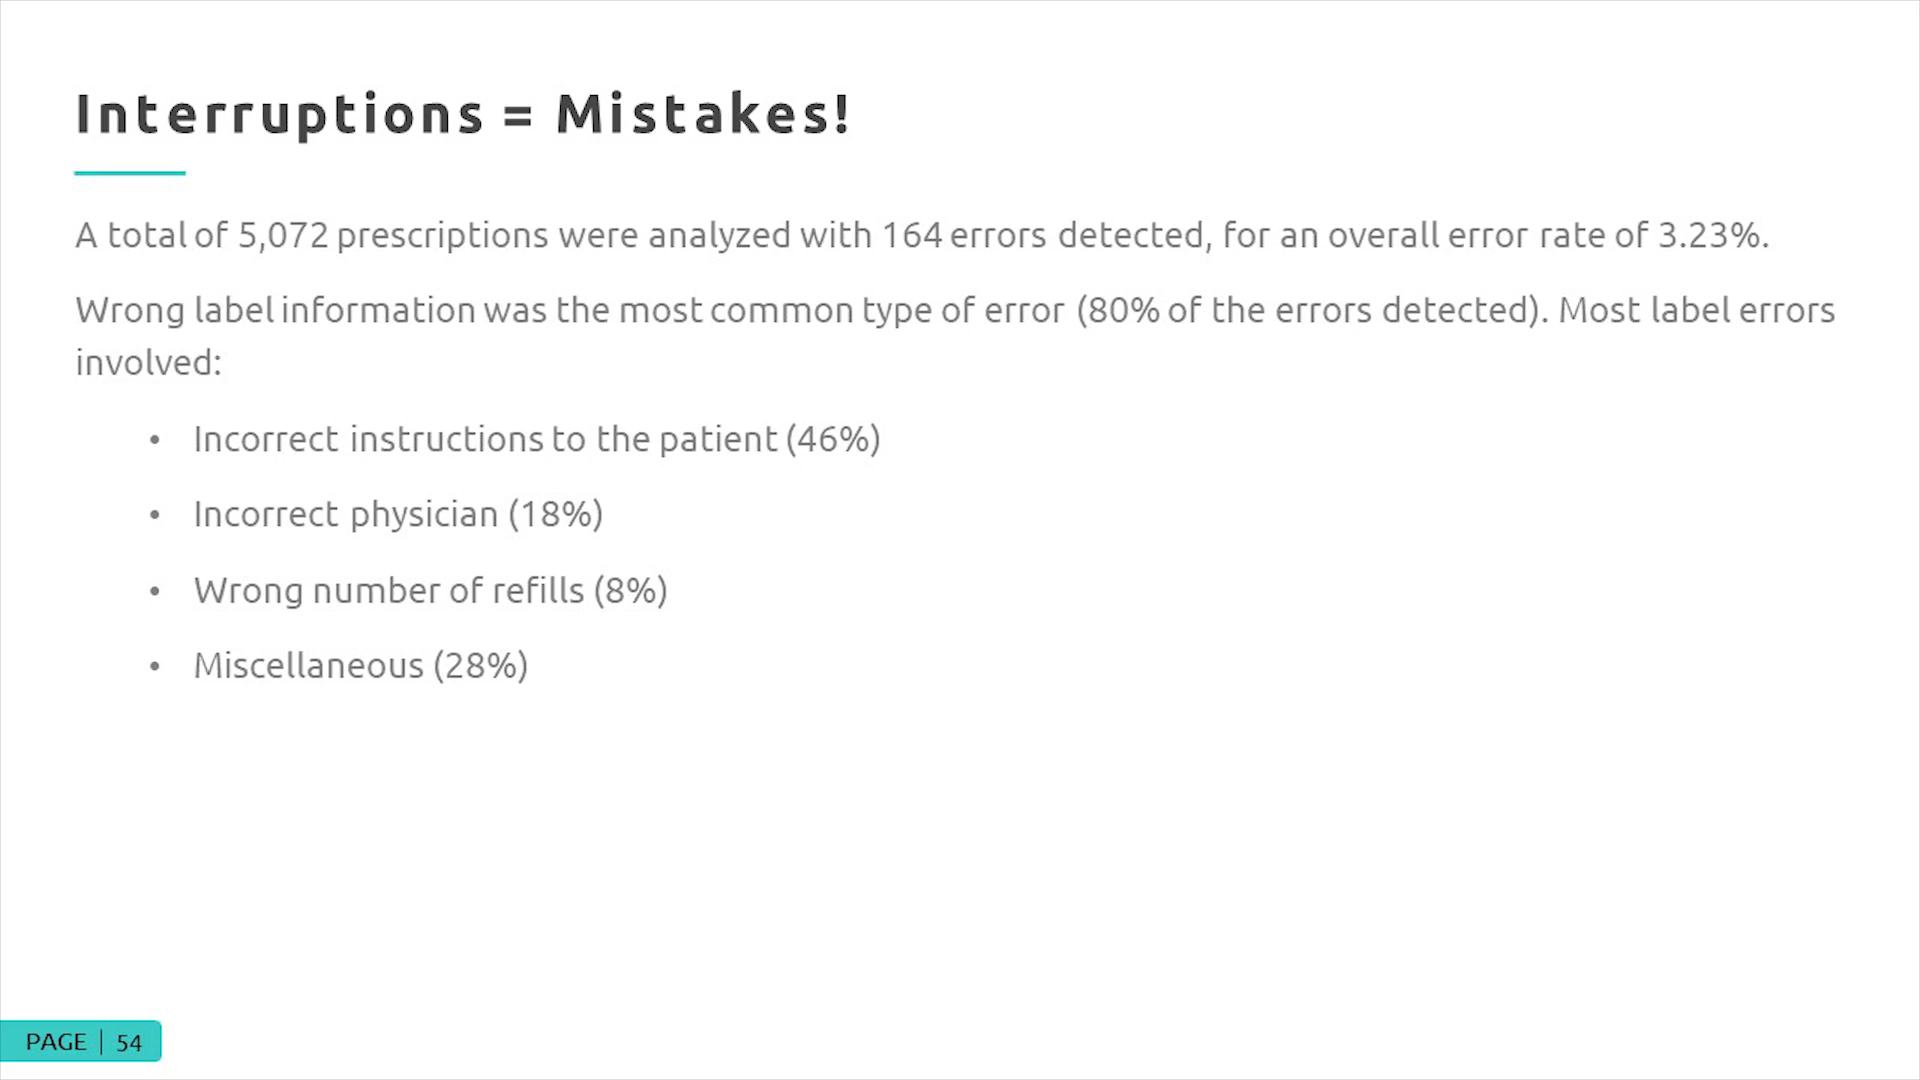 Interruptions = Mistakes!
A total of 5,072 prescriptions were analyzed with 164 errors detected, for an overall error rate of 3.23%.
Wrong label information was the most common type of error (80% of the errors detected). Most label errors
involved:
• Incorrect instructions to the patient (46%)
• Incorrect physician (18%)
• Wrong number of refills (8%)
• Miscellaneous (28%)
PAGE | 54